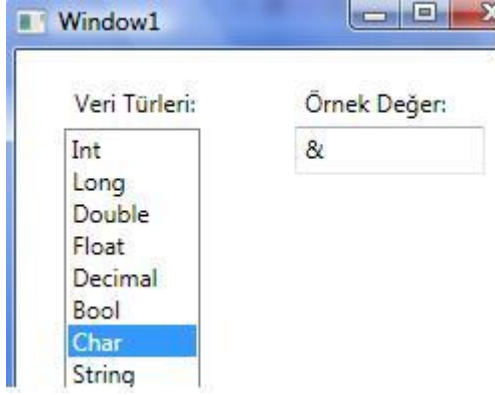 Window1
Veri Türleri:
Örnek Değer:
&
Int
Long
Double
Float
Decimal
Bool
Char
String